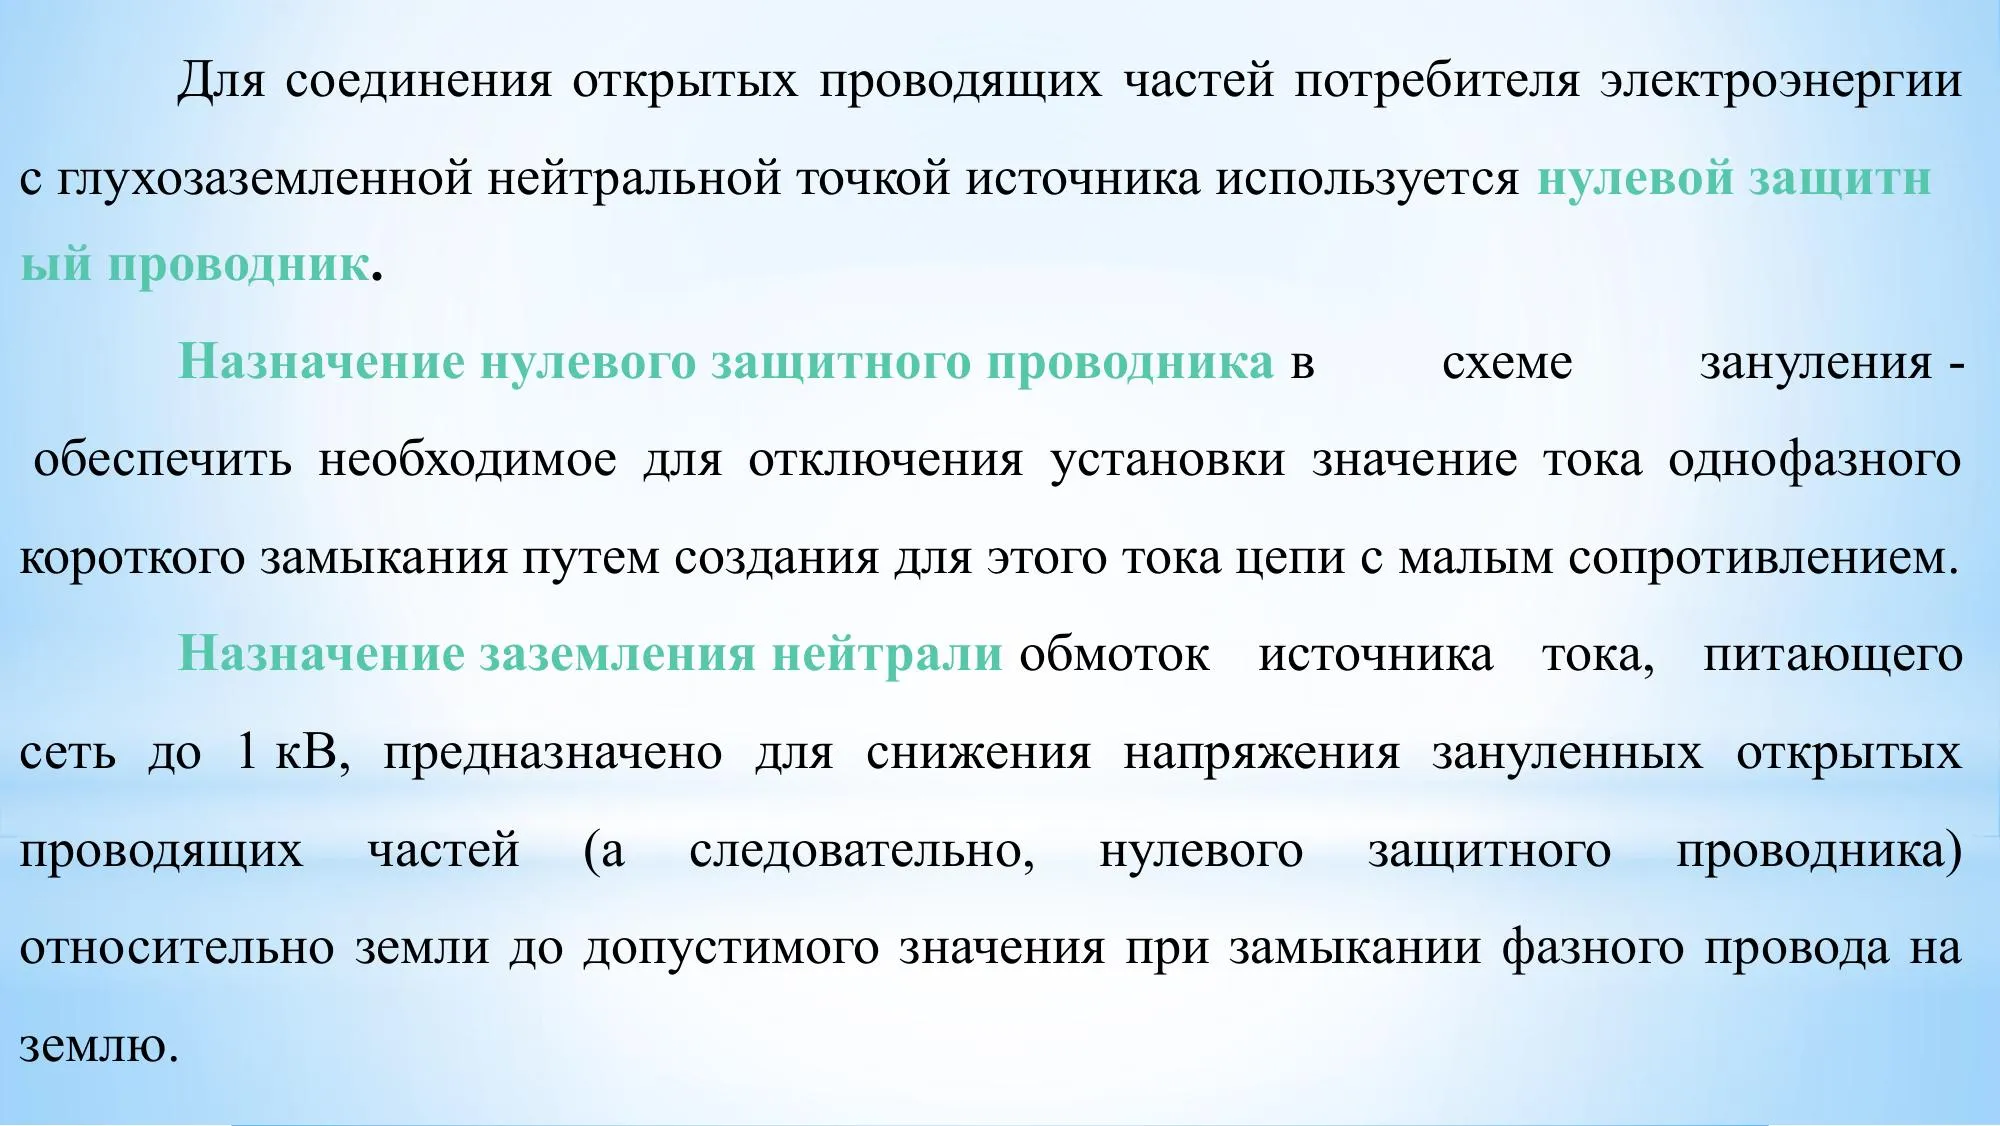 Для соединения открытых проводящих частей потребителя электроэнергии
с глухозаземленной нейтральной точкой источника используется нулевой защитн
ый проводник.
Назначение нулевого защитного проводника в схеме зануления -
обеспечить необходимое для отключения установки значение тока однофазного
короткого замыкания путем создания для этого тока цепи с малым сопротивлением.
Назначение заземления нейтрали обмоток источника тока, питающего
сеть до 1 кВ, предназначено для снижения напряжения зануленных открытых
проводящих частей (а следовательно, нулевого защитного проводника)
относительно земли до допустимого значения при замыкании фазного провода на
землю.